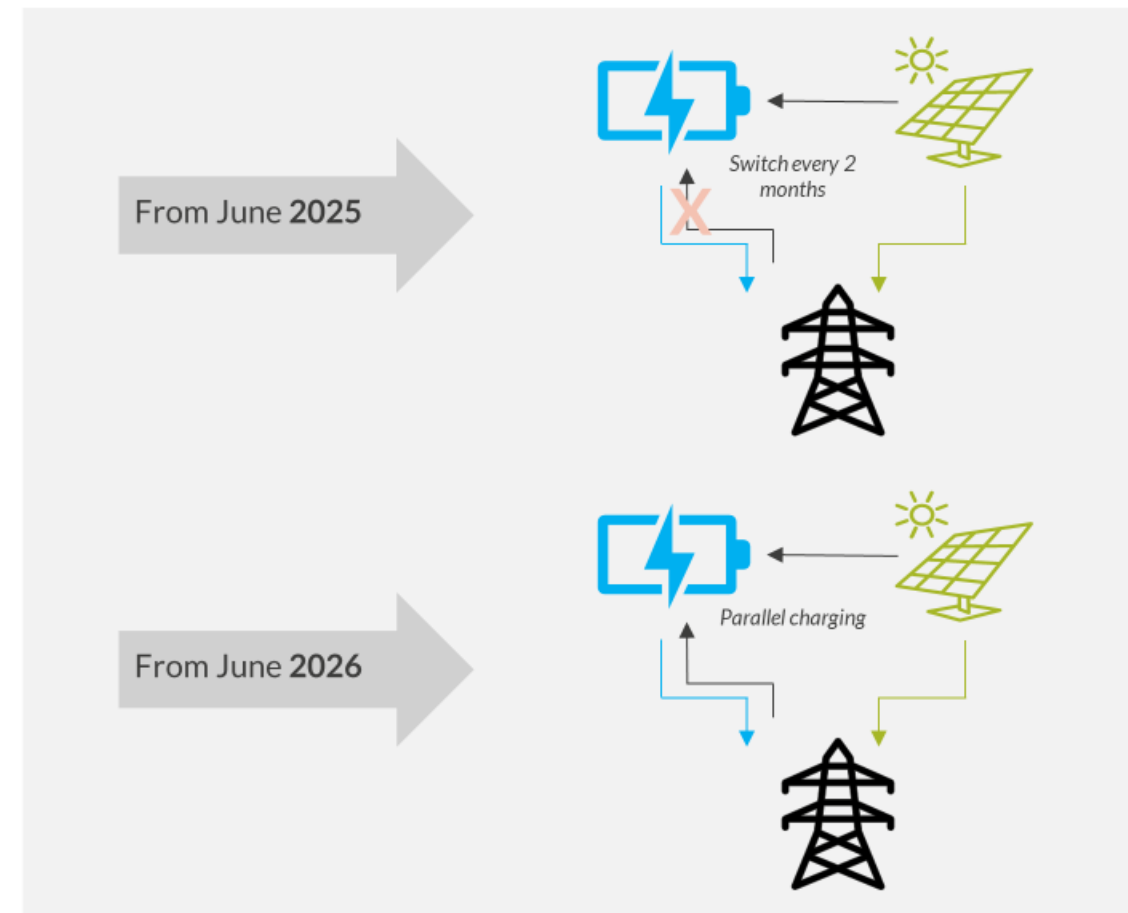 Switch every 2
months
From June 2025
X
Parallel charging
From June 2026